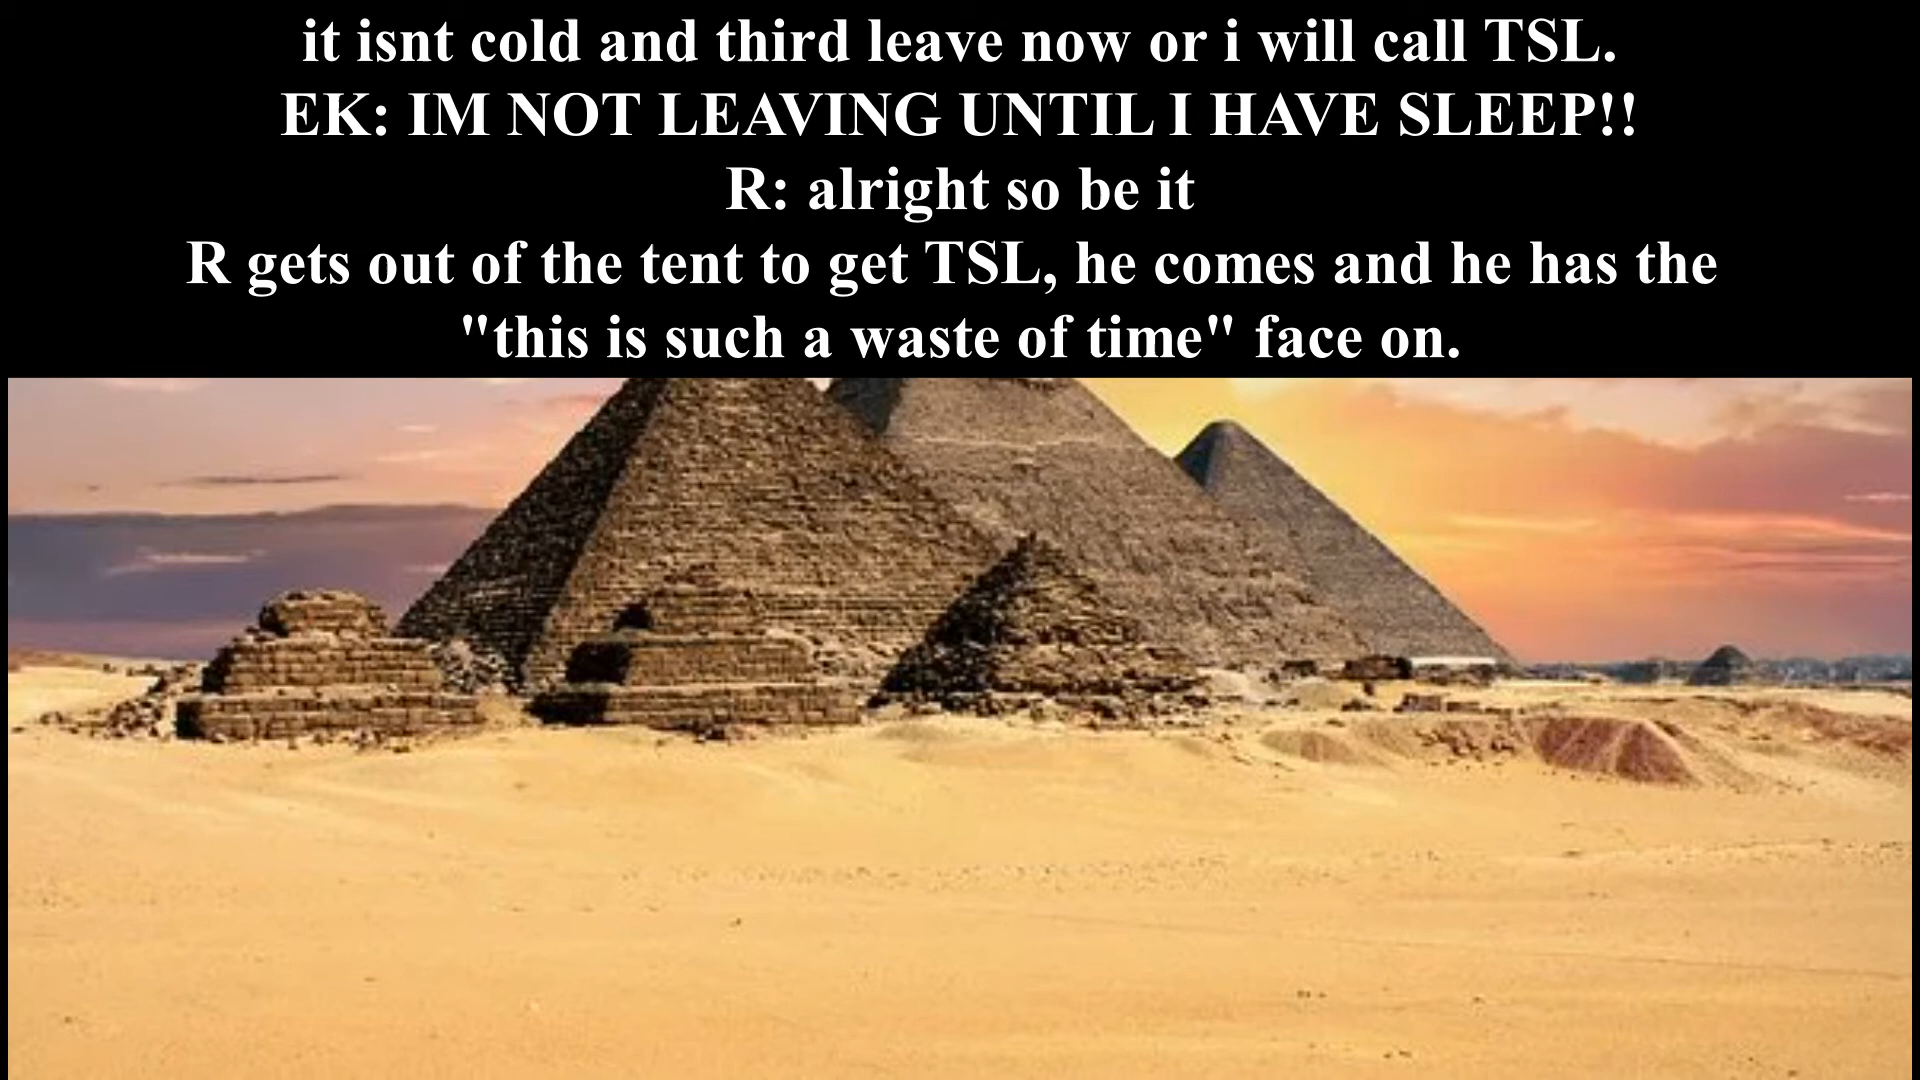 it isnt cold and third leave now or i will call TSL.
EK: IM NOT LEAVING UNTIL I HAVE SLEEP!!
R: alright so be it
R gets out of the tent to get TSL, he comes and he has the
"this is such a waste of time" face on.